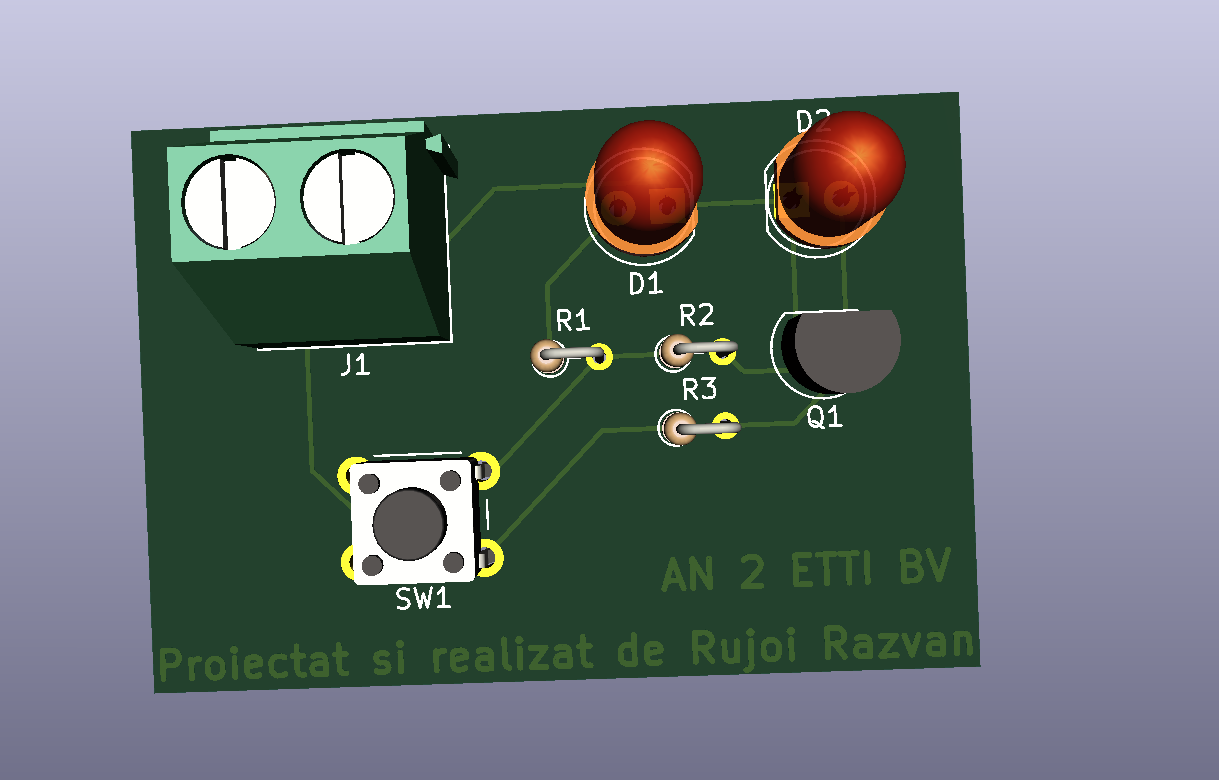 D2
D1
R1
R2
J1
R3
Q1
SW1
AN 2 ETTI BV
Proiectat si realizat de Rujoi Razvan